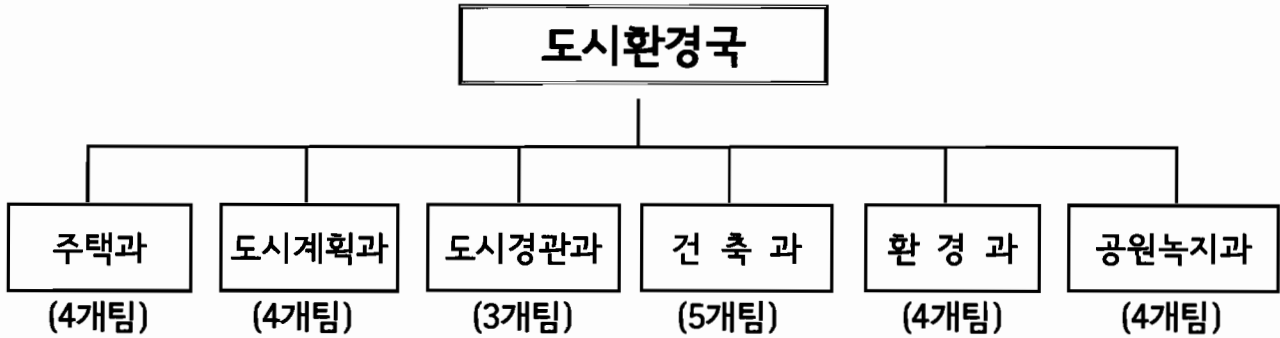 도시환경국
주택과 도시계획과 도시경관과 건 축 과 환 경 과 공원녹지과
(4개팀) (4개팀) (3개팀) (5개팀) (4개팀) (4개팀)